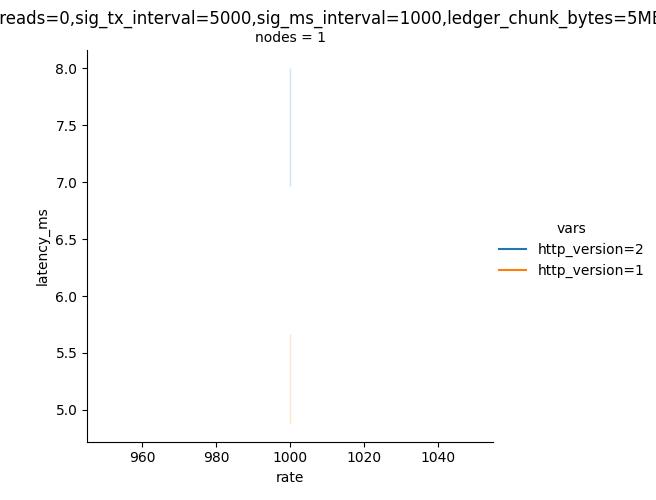 reads=0,sig_tx_interval=5000,sig_ms_interval=1000,ledger_chunk_bytes=5MB
nodes = 1
8.0
7.5
7.0
6.5
6.0
5.5
5.0
latency_ms
960
980
1000
1020
1040
rate
vars
http_version=2
http_version=1